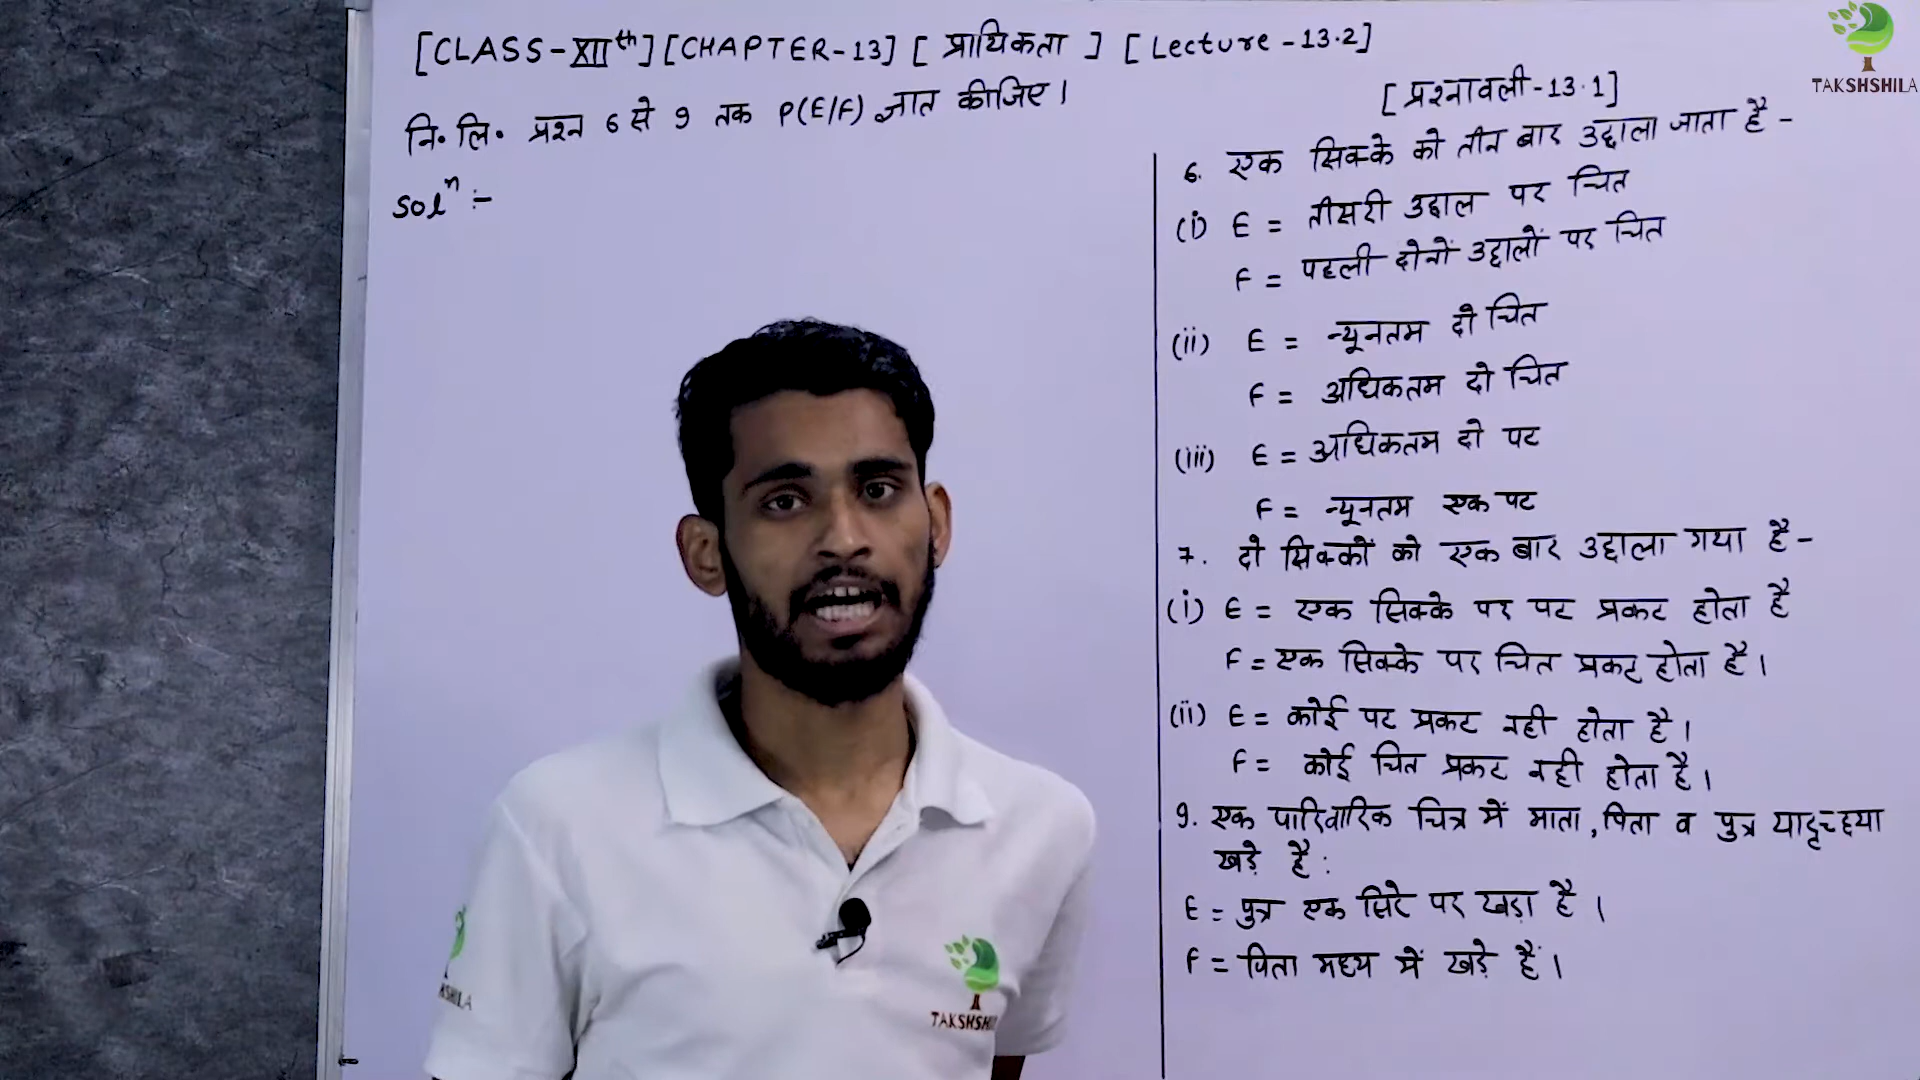 [CLASS-XIIth] [CHAPTER-13] [ प्रायिकता ] [ Lecture - 13.2]
नि. लि. प्रश्न 6 से 9 तक P(E/F) ज्ञात कीजिए।
Solⁿ :-
[प्रश्नावली-13.1]
6. एक सिक्के को तीन बार उछाला जाता है -
(i) E = तीसरी उछाल पर चित
F = पहली दोनों उछालों पर चित
(ii) E = न्यूनतम दो चित
F = अधिकतम दो चित
(iii) E = अधिकतम दो पट
F = न्यूनतम एक पट
7. दो सिक्कों को एक बार उछाला गया है -
(i) E = एक सिक्के पर पट प्रकट होता है
F = एक सिक्के पर चित प्रकट होता है।
(ii) E = कोई पट प्रकट नही होता है।
F = कोई चित प्रकट नही होता है।
9. एक पारिवारिक चित्र में माता, पिता व पुत्र यादृच्छया
खड़े है :
E = पुत्र एक सिरे पर खड़ा है।
F = पिता मध्य में खड़े हैं।
TAKSHSHILA
SHILA
TAKSHSHI